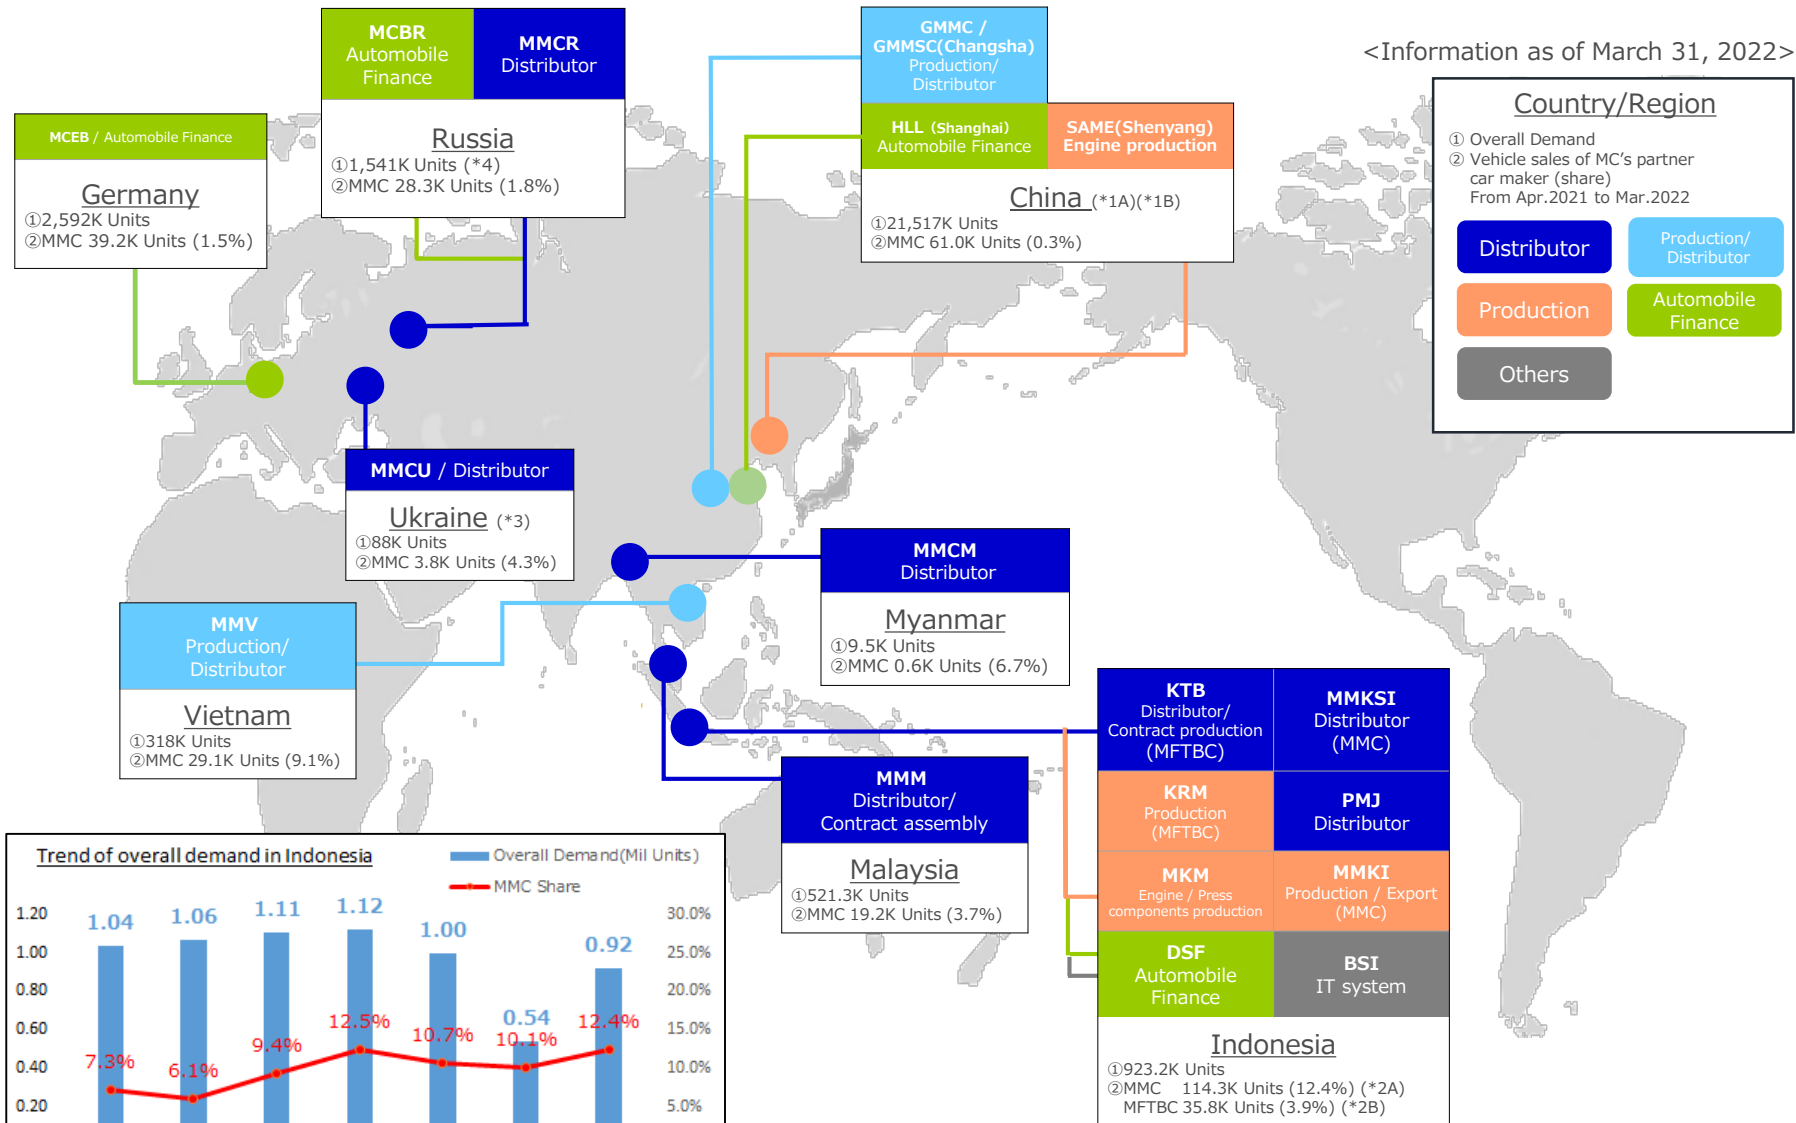 <Information as of March 31, 2022>
MCBR
Automobile
Finance
MMCR
Distributor
Russia
①1,541K Units (*4)
②MMC 28.3K Units (1.8%)
GMMC /
GMMSC(Changsha)
Production/
Distributor
HLL (Shanghai)
Automobile Finance
SAME(Shenyang)
Engine production
China (*1A)(*1B)
①21,517K Units
②MMC 61.0K Units (0.3%)
Country/Region
① Overall Demand
② Vehicle sales of MC's partner
car maker (share)
From Apr.2021 to Mar.2022
Distributor
Production/
Distributor
Production
Automobile
Finance
Others
MCEB / Automobile Finance
Germany
①2,592K Units
②MMC 39.2K Units (1.5%)
MMCU / Distributor
Ukraine (*3)
①88K Units
②MMC 3.8K Units (4.3%)
MMCM
Distributor
Myanmar
①9.5K Units
②MMC 0.6K Units (6.7%)
MMV
Production/
Distributor
Vietnam
①318K Units
②MMC 29.1K Units (9.1%)
MMM
Distributor/
Contract assembly
Malaysia
①521.3K Units
②MMC 19.2K Units (3.7%)
KTB
Distributor/
Contract production
(MFTBC)
MMKSI
Distributor
(MMC)
KRM
Production
(MFTBC)
PMJ
Distributor
MKM
Engine / Press
components production
MMKI
Production / Export
(MMC)
DSF
Automobile
Finance
BSI
IT system
Indonesia
①923.2K Units
②MMC 114.3K Units (12.4%) (*2A)
MFTBC 35.8K Units (3.9%) (*2B)
Trend of overall demand in Indonesia
Overall Demand(Mil Units)
MMC Share
1.20
1.00
0.80
0.60
0.40
0.20
1.04
1.06
1.11
1.12
1.00
0.54
0.92
7.3%
6.1%
9.4%
12.5%
10.7%
10.1%
12.4%
30.0%
25.0%
20.0%
15.0%
10.0%
5.0%